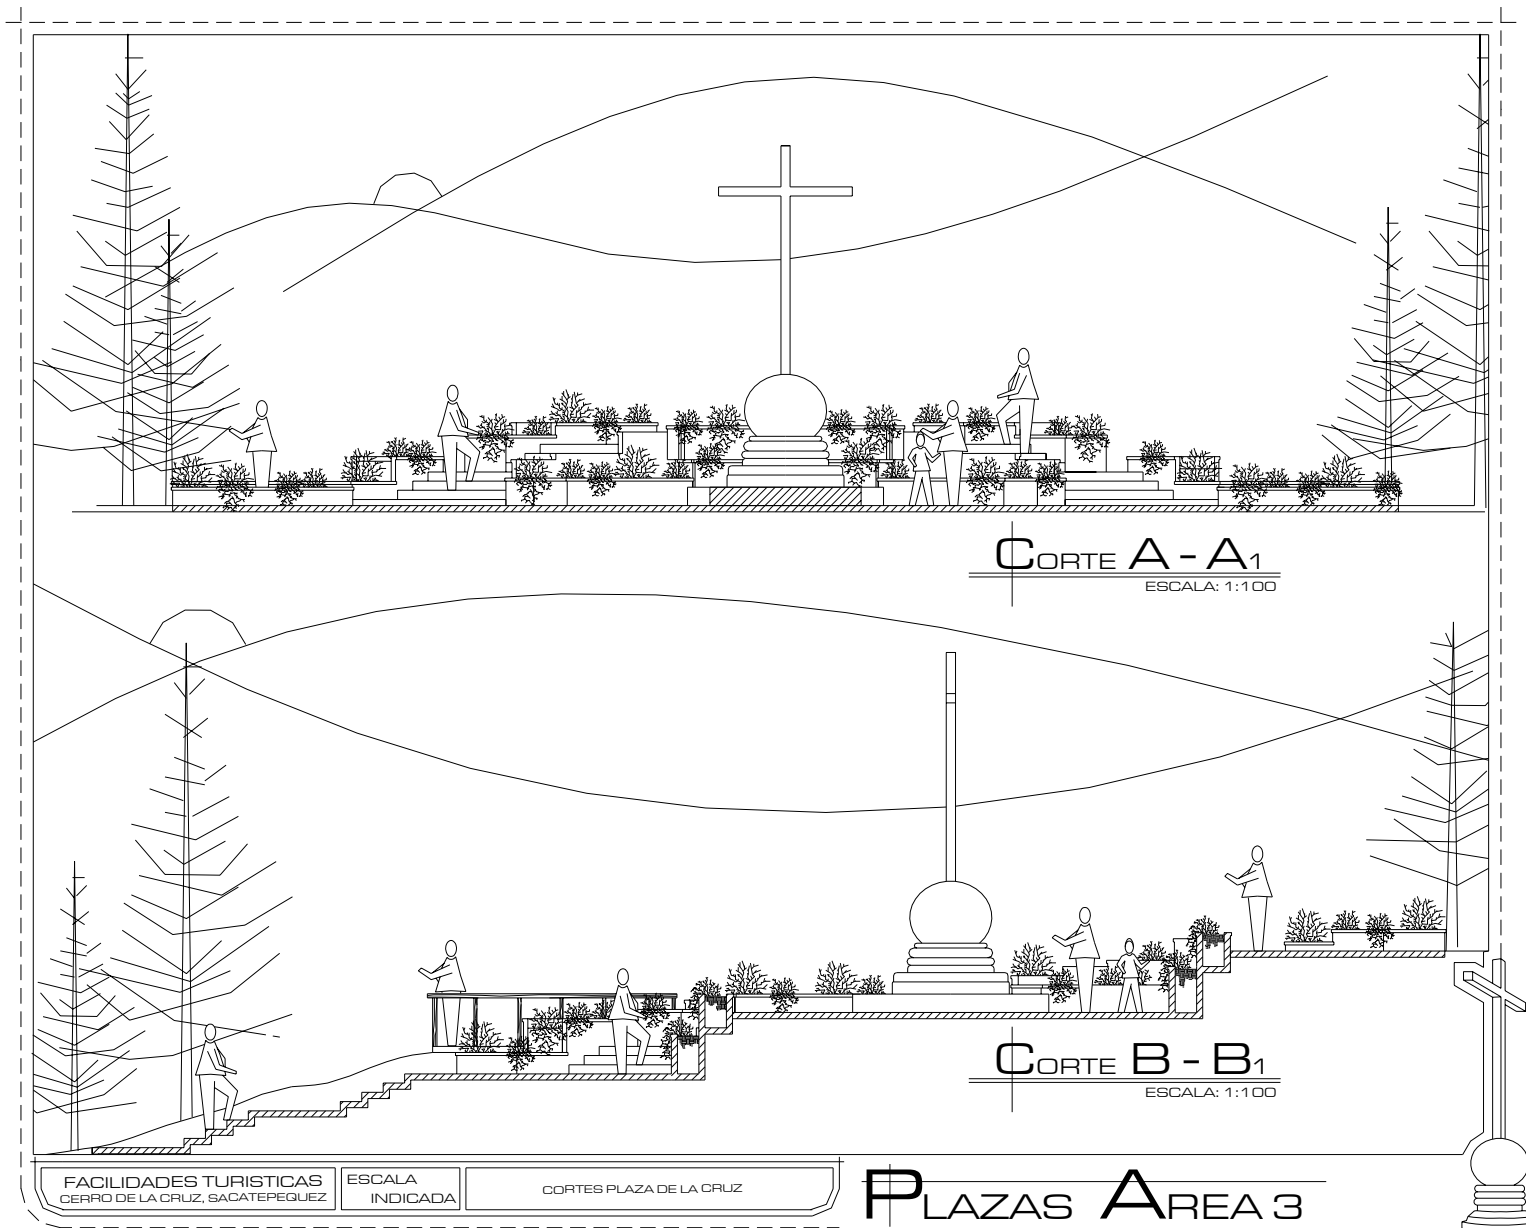 CORTE A - A1
ESCALA: 1:100
CORTE B - B1
ESCALA: 1:100
FACILIDADES TURISTICAS
CERRO DE LA CRUZ, SACATEPEQUEZ
ESCALA
INDICADA
CORTES PLAZA DE LA CRUZ
PLAZAS AREA 3